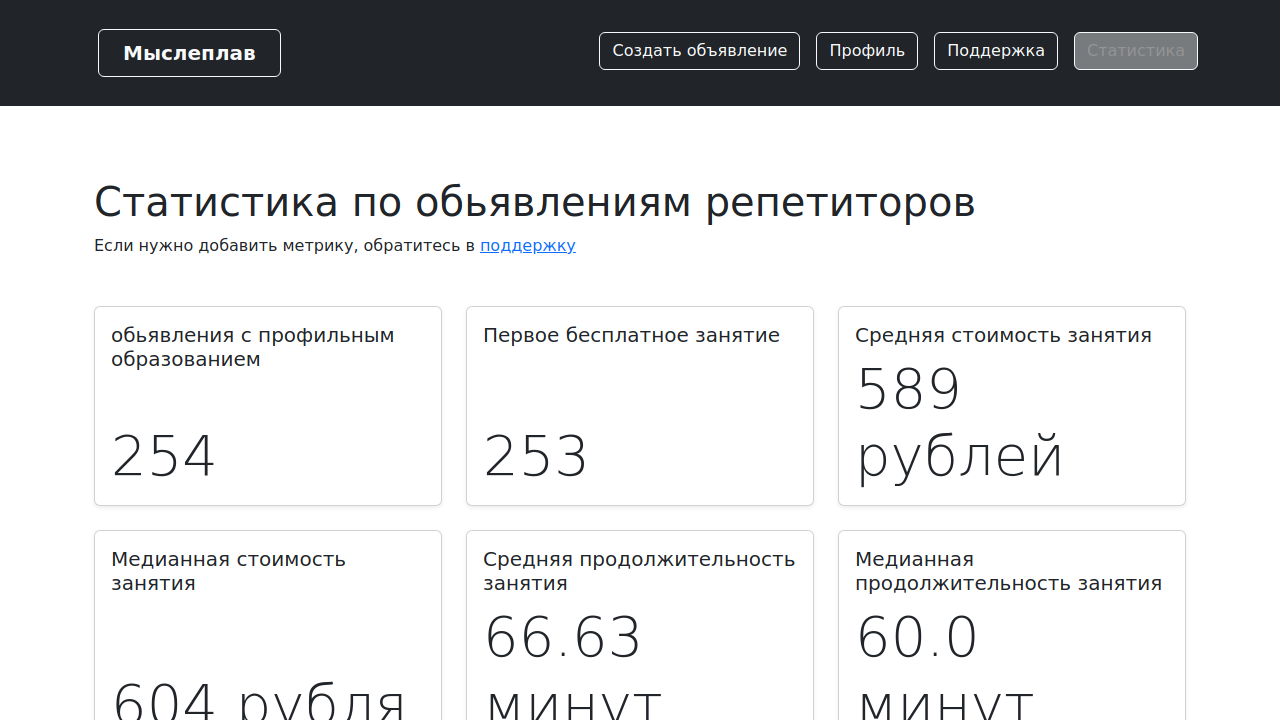 Мыслеплав
Создать объявление
Профиль
Поддержка
Статистика
Статистика по обьявлениям репетиторов
Если нужно добавить метрику, обратитесь в поддержку
обьявления с профильным
образованием
254
Первое бесплатное занятие
253
Средняя стоимость занятия
589
рублей
Медианная стоимость
занятия
604 рубля
Средняя продолжительность
занятия
66.63
минут
Медианная
продолжительность занятия
60.0
минут